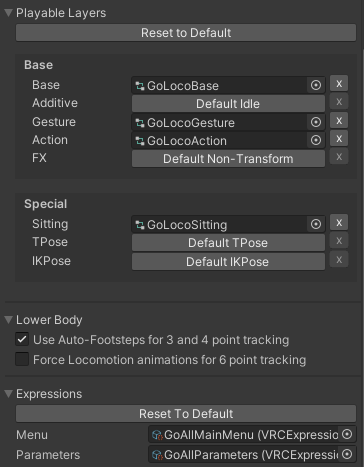 Playable Layers
Reset to Default
Base
Base GoLocoBase X
Additive Default Idle X
Gesture GoLocoGesture X
Action GoLocoAction X
FX Default Non-Transform X
Special
Sitting GoLocoSitting X
TPose Default TPose X
IKPose Default IKPose X
Lower Body
Use Auto-Footsteps for 3 and 4 point tracking
Force Locomotion animations for 6 point tracking
Expressions
Reset To Default
Menu GoAllMainMenu (VRCExpressio
Parameters GoAllParameters (VRCExpressio